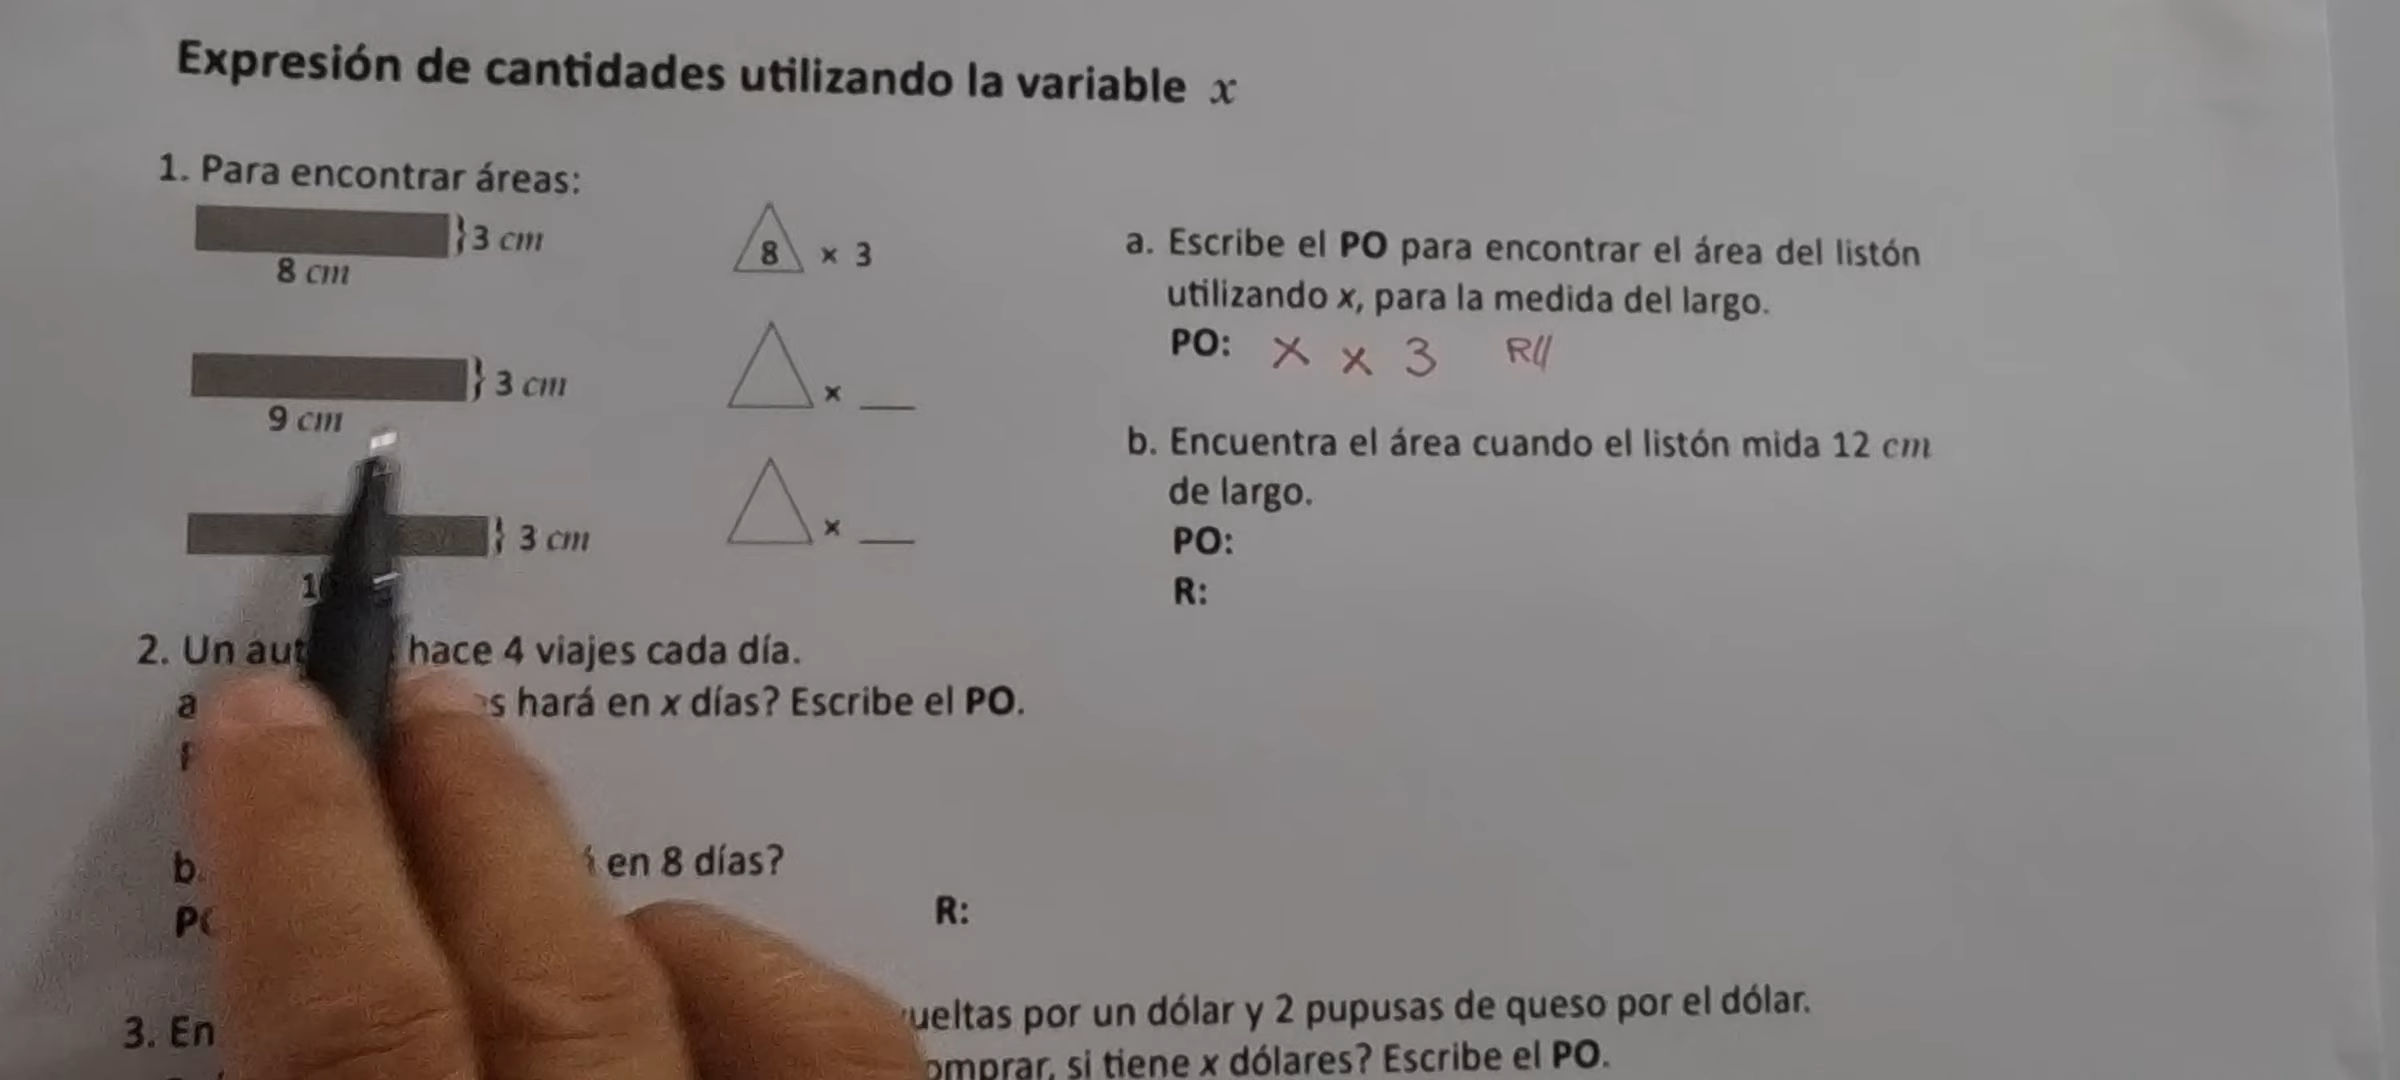 Expresión de cantidades utilizando la variable x
1. Para encontrar áreas:
}3 cm
8 cm
8 × 3
} 3 cm
9 cm
× __
} 3 cm
× __
a. Escribe el PO para encontrar el área del listón
utilizando x, para la medida del largo.
PO: x x 3 R//
b. Encuentra el área cuando el listón mida 12 cm
de largo.
PO:
R:
2. Un hace 4 viajes cada día.
a hará en x días? Escribe el PO.
b. en 8 días?
R:
3. En por un dólar y 2 pupusas de queso por el dólar.
si tiene x dólares? Escribe el PO.